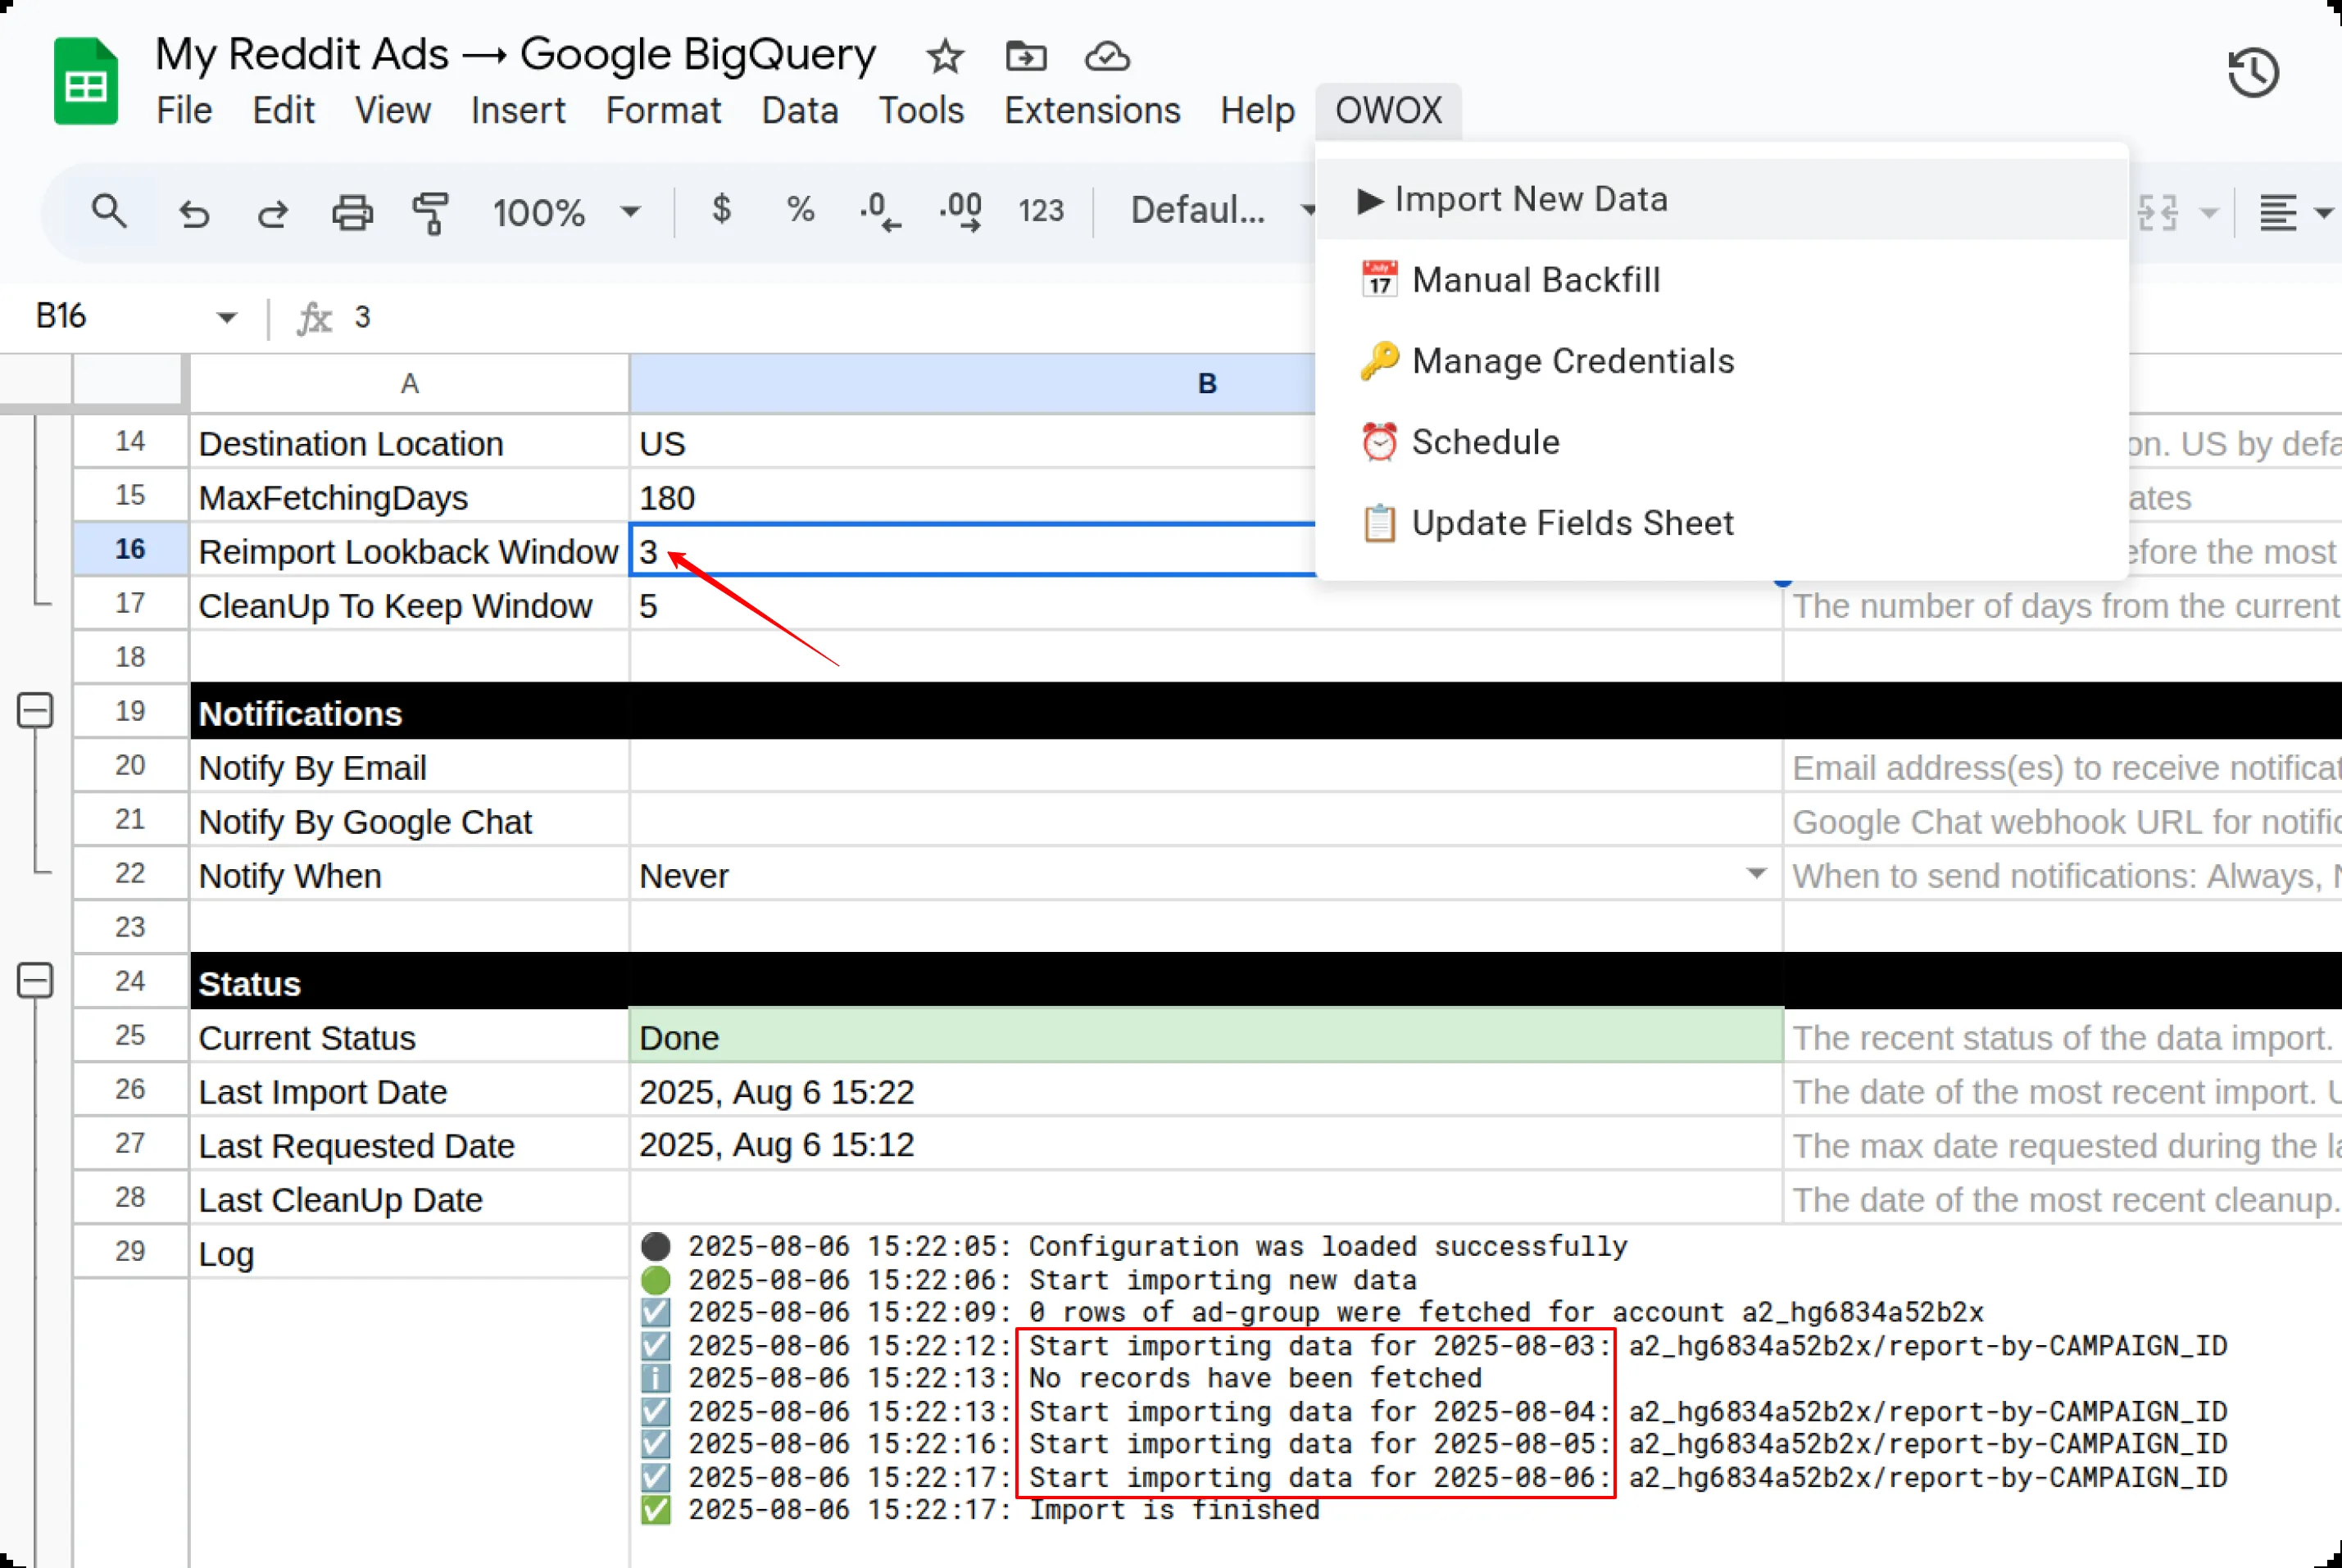 My Reddit Ads → Google BigQuery
File Edit View Insert Format Data Tools Extensions Help OWOX
100% $ % .0 .00 123 Defaul...
▶ Import New Data
Manual Backfill
Manage Credentials
Schedule
Update Fields Sheet
B16 fx 3
A B
14 Destination Location US on. US by defa
15 MaxFetchingDays 180 ates
16 Reimport Lookback Window 3 efore the most
17 CleanUp To Keep Window 5 The number of days from the current
18
19 Notifications
20 Notify By Email Email address(es) to receive notificat
21 Notify By Google Chat Google Chat webhook URL for notific
22 Notify When Never When to send notifications: Always, N
23
24 Status
25 Current Status Done The recent status of the data import.
26 Last Import Date 2025, Aug 6 15:22 The date of the most recent import. U
27 Last Requested Date 2025, Aug 6 15:12 The max date requested during the la
28 Last CleanUp Date The date of the most recent cleanup.
29 Log
2025-08-06 15:22:05: Configuration was loaded successfully
2025-08-06 15:22:06: Start importing new data
2025-08-06 15:22:09: 0 rows of ad-group were fetched for account a2_hg6834a52b2x
2025-08-06 15:22:12: Start importing data for 2025-08-03: a2_hg6834a52b2x/report-by-CAMPAIGN_ID
2025-08-06 15:22:13: No records have been fetched
2025-08-06 15:22:13: Start importing data for 2025-08-04: a2_hg6834a52b2x/report-by-CAMPAIGN_ID
2025-08-06 15:22:16: Start importing data for 2025-08-05: a2_hg6834a52b2x/report-by-CAMPAIGN_ID
2025-08-06 15:22:17: Start importing data for 2025-08-06: a2_hg6834a52b2x/report-by-CAMPAIGN_ID
2025-08-06 15:22:17: Import is finished